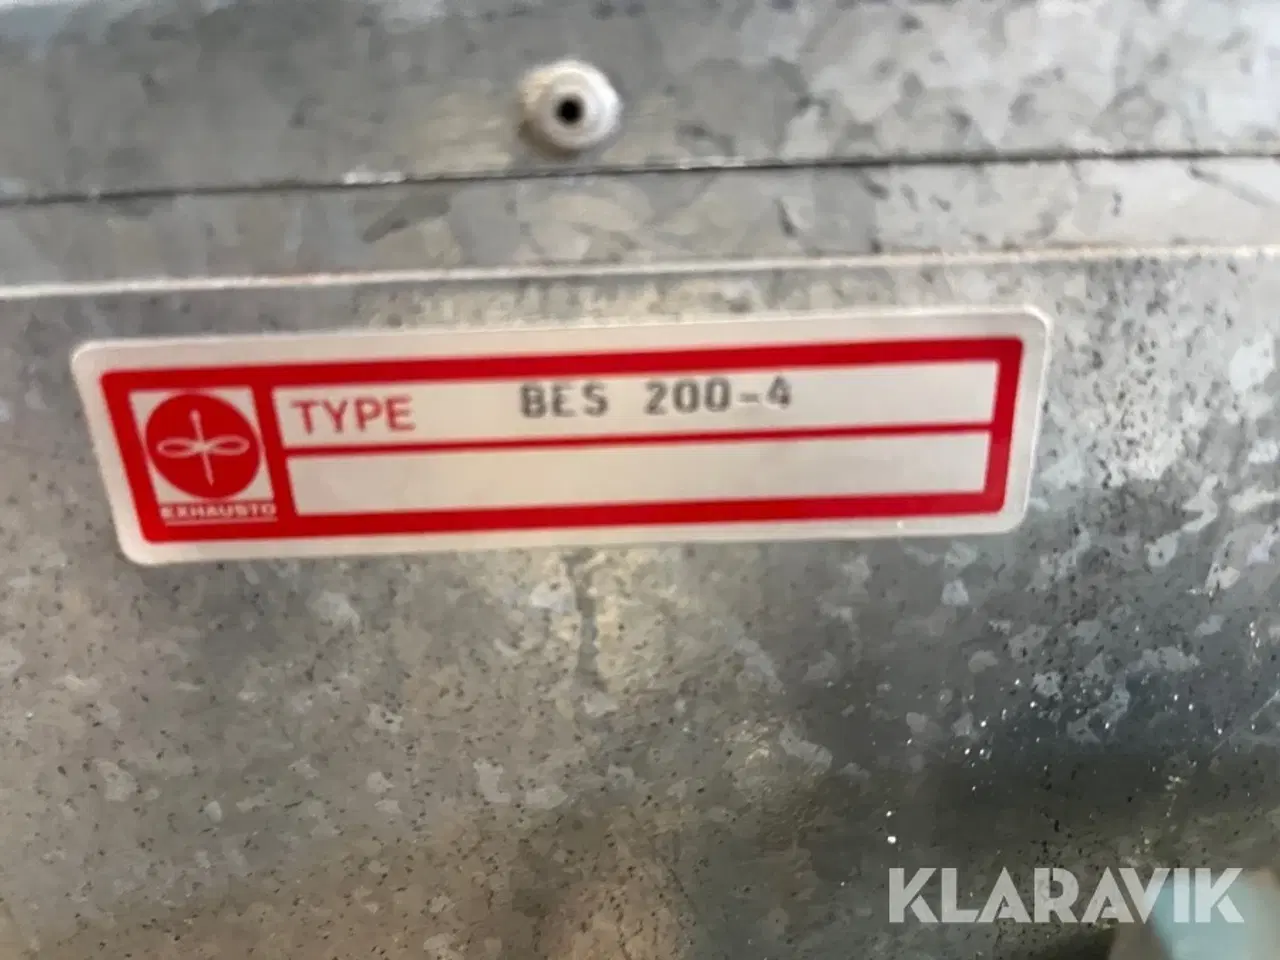 TYPE BES 200-4
EXHAUSTO
KLARAVIK